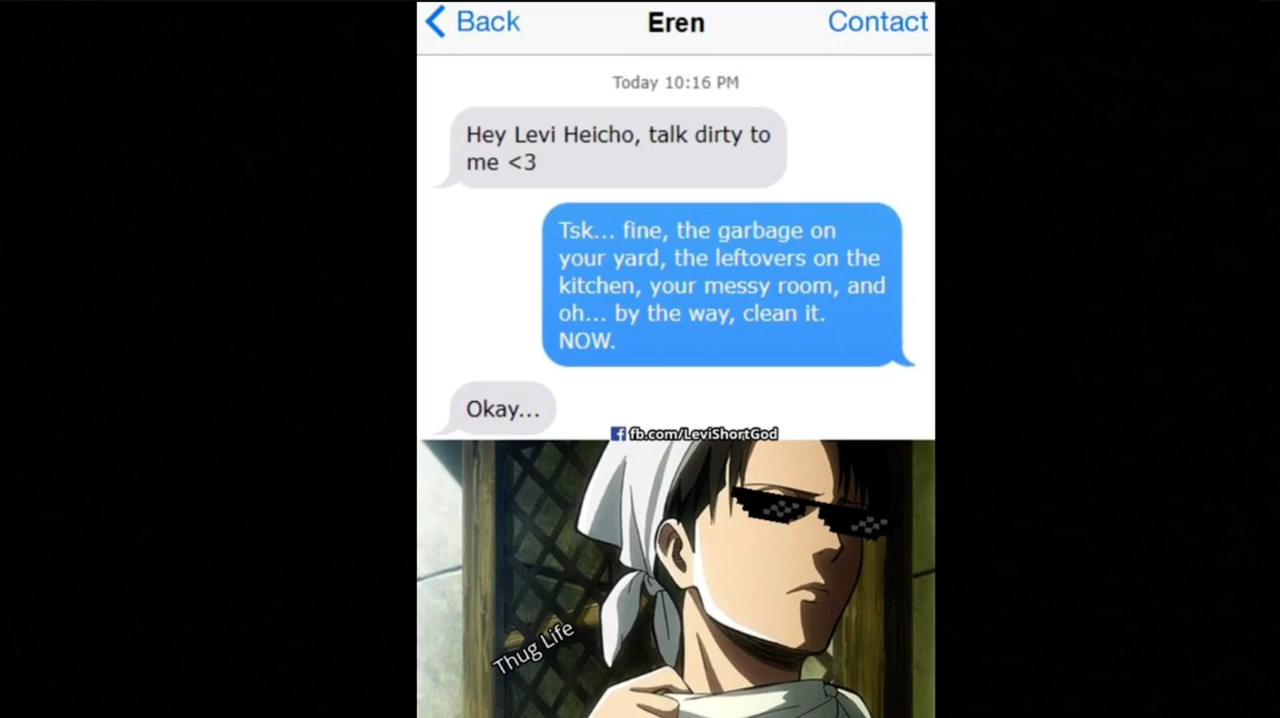 Back Eren Contact
Today 10:16 PM
Hey Levi Heicho, talk dirty to
me <3
Tsk... fine, the garbage on
your yard, the leftovers on the
kitchen, your messy room, and
oh... by the way, clean it.
NOW.
Okay...
fb.com/LeviShortGod
Thug Life